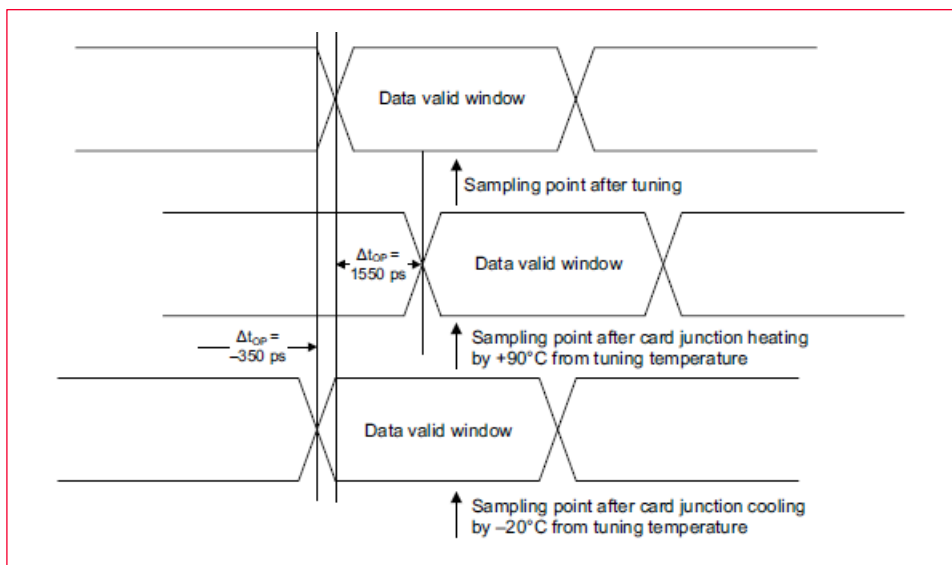 Data valid window
Sampling point after tuning
ΔtOP =
1550 ps
Data valid window
ΔtOP =
–350 ps
Sampling point after card junction heating
by +90°C from tuning temperature
Data valid window
Sampling point after card junction cooling
by –20°C from tuning temperature